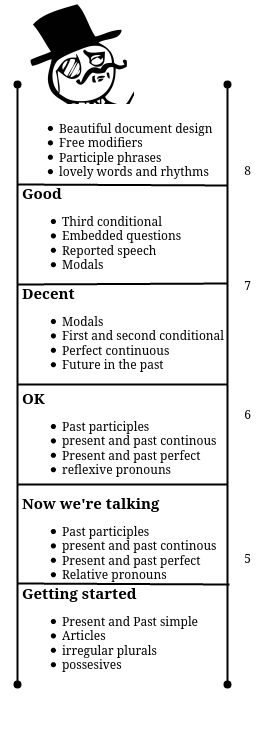 • Beautiful document design
• Free modifiers
• Participle phrases
• lovely words and rhythms
8
Good
• Third conditional
• Embedded questions
• Reported speech
• Modals
7
Decent
• Modals
• First and second conditional
• Perfect continuous
• Future in the past
OK
6
• Past participles
• present and past continous
• Present and past perfect
• reflexive pronouns
Now we're talking
• Past participles
• present and past continous
• Present and past perfect
5
• Relative pronouns
Getting started
• Present and Past simple
• Articles
• irregular plurals
• possesives